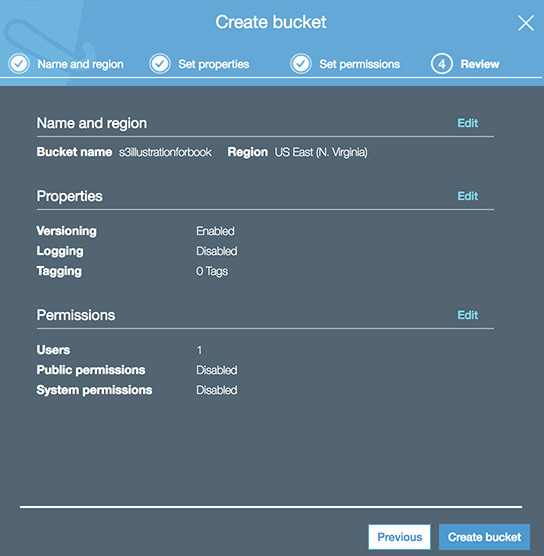 Create bucket
Name and region Set properties Set permissions 4 Review
Name and region Edit
Bucket name s3illustrationforbook Region US East (N. Virginia)
Properties Edit
Versioning Enabled
Logging Disabled
Tagging 0 Tags
Permissions Edit
Users 1
Public permissions Disabled
System permissions Disabled
Previous Create bucket